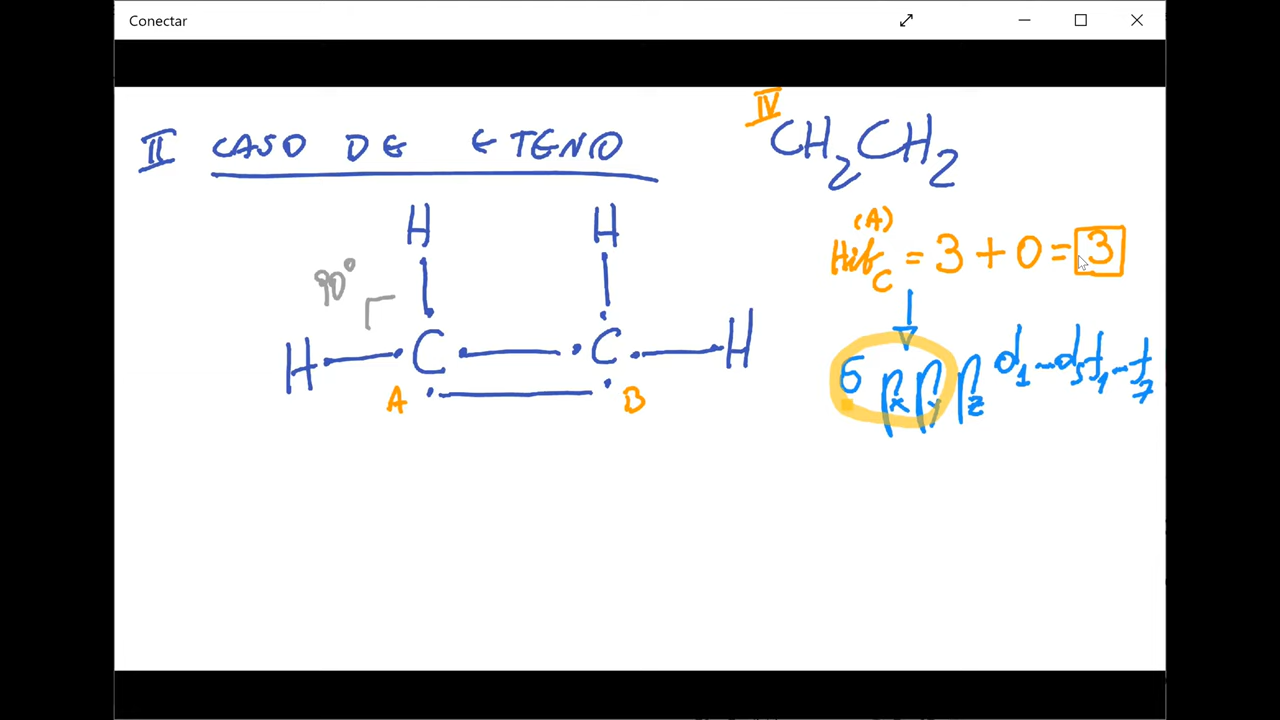 Conectar
IV
II CASO DE ETENO CH2CH2
(A)
H H
Hib C = 3 + 0 = 3
90°
H C C H
6 px py pz d1...d5 f1...f7
A B